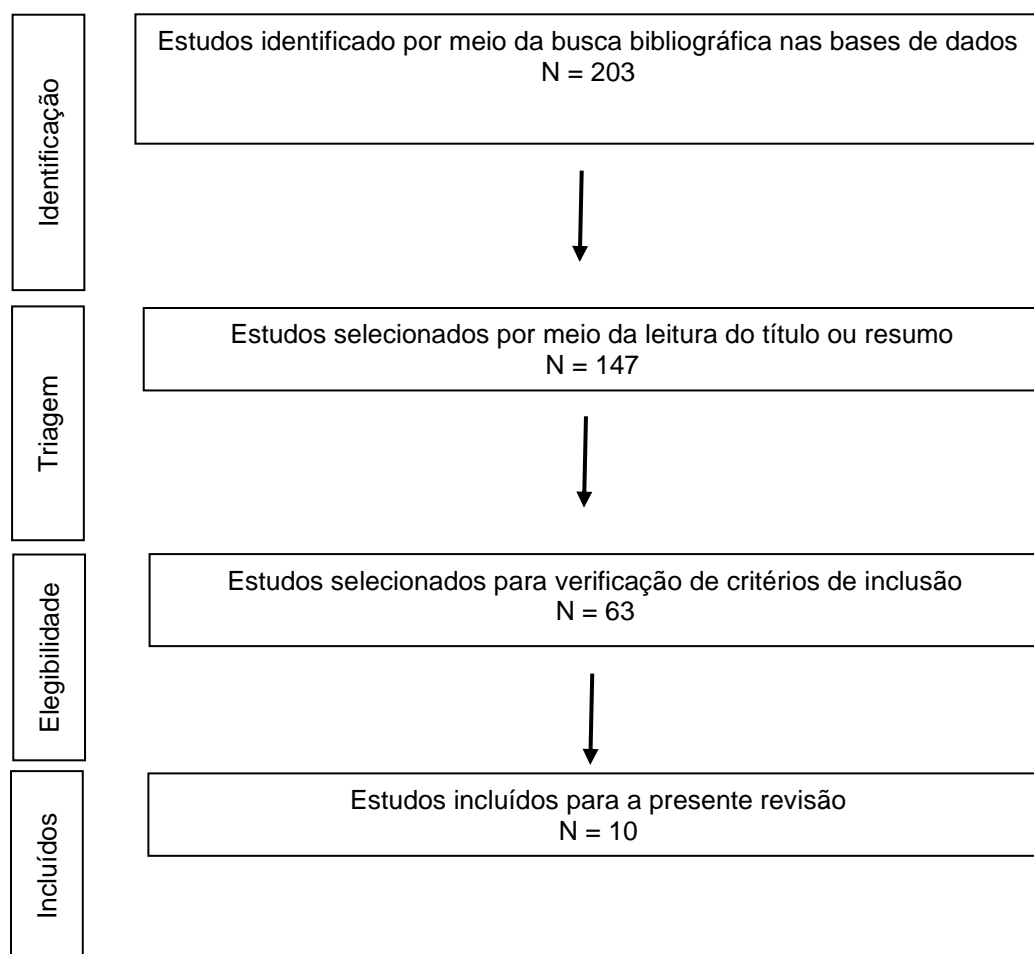 Identificação
Estudos identificado por meio da busca bibliográfica nas bases de dados
N = 203
Triagem
Estudos selecionados por meio da leitura do título ou resumo
N = 147
Elegibilidade
Estudos selecionados para verificação de critérios de inclusão
N = 63
Incluídos
Estudos incluídos para a presente revisão
N = 10